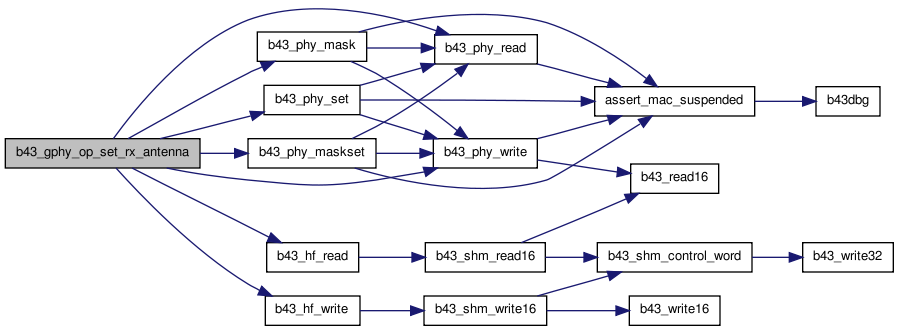 b43_gphy_op_set_rx_antenna
b43_phy_mask
b43_phy_set
b43_phy_maskset
b43_hf_read
b43_hf_write
b43_phy_read
b43_phy_write
b43_shm_read16
b43_shm_write16
assert_mac_suspended
b43_read16
b43_shm_control_word
b43_write16
b43dbg
b43_write32